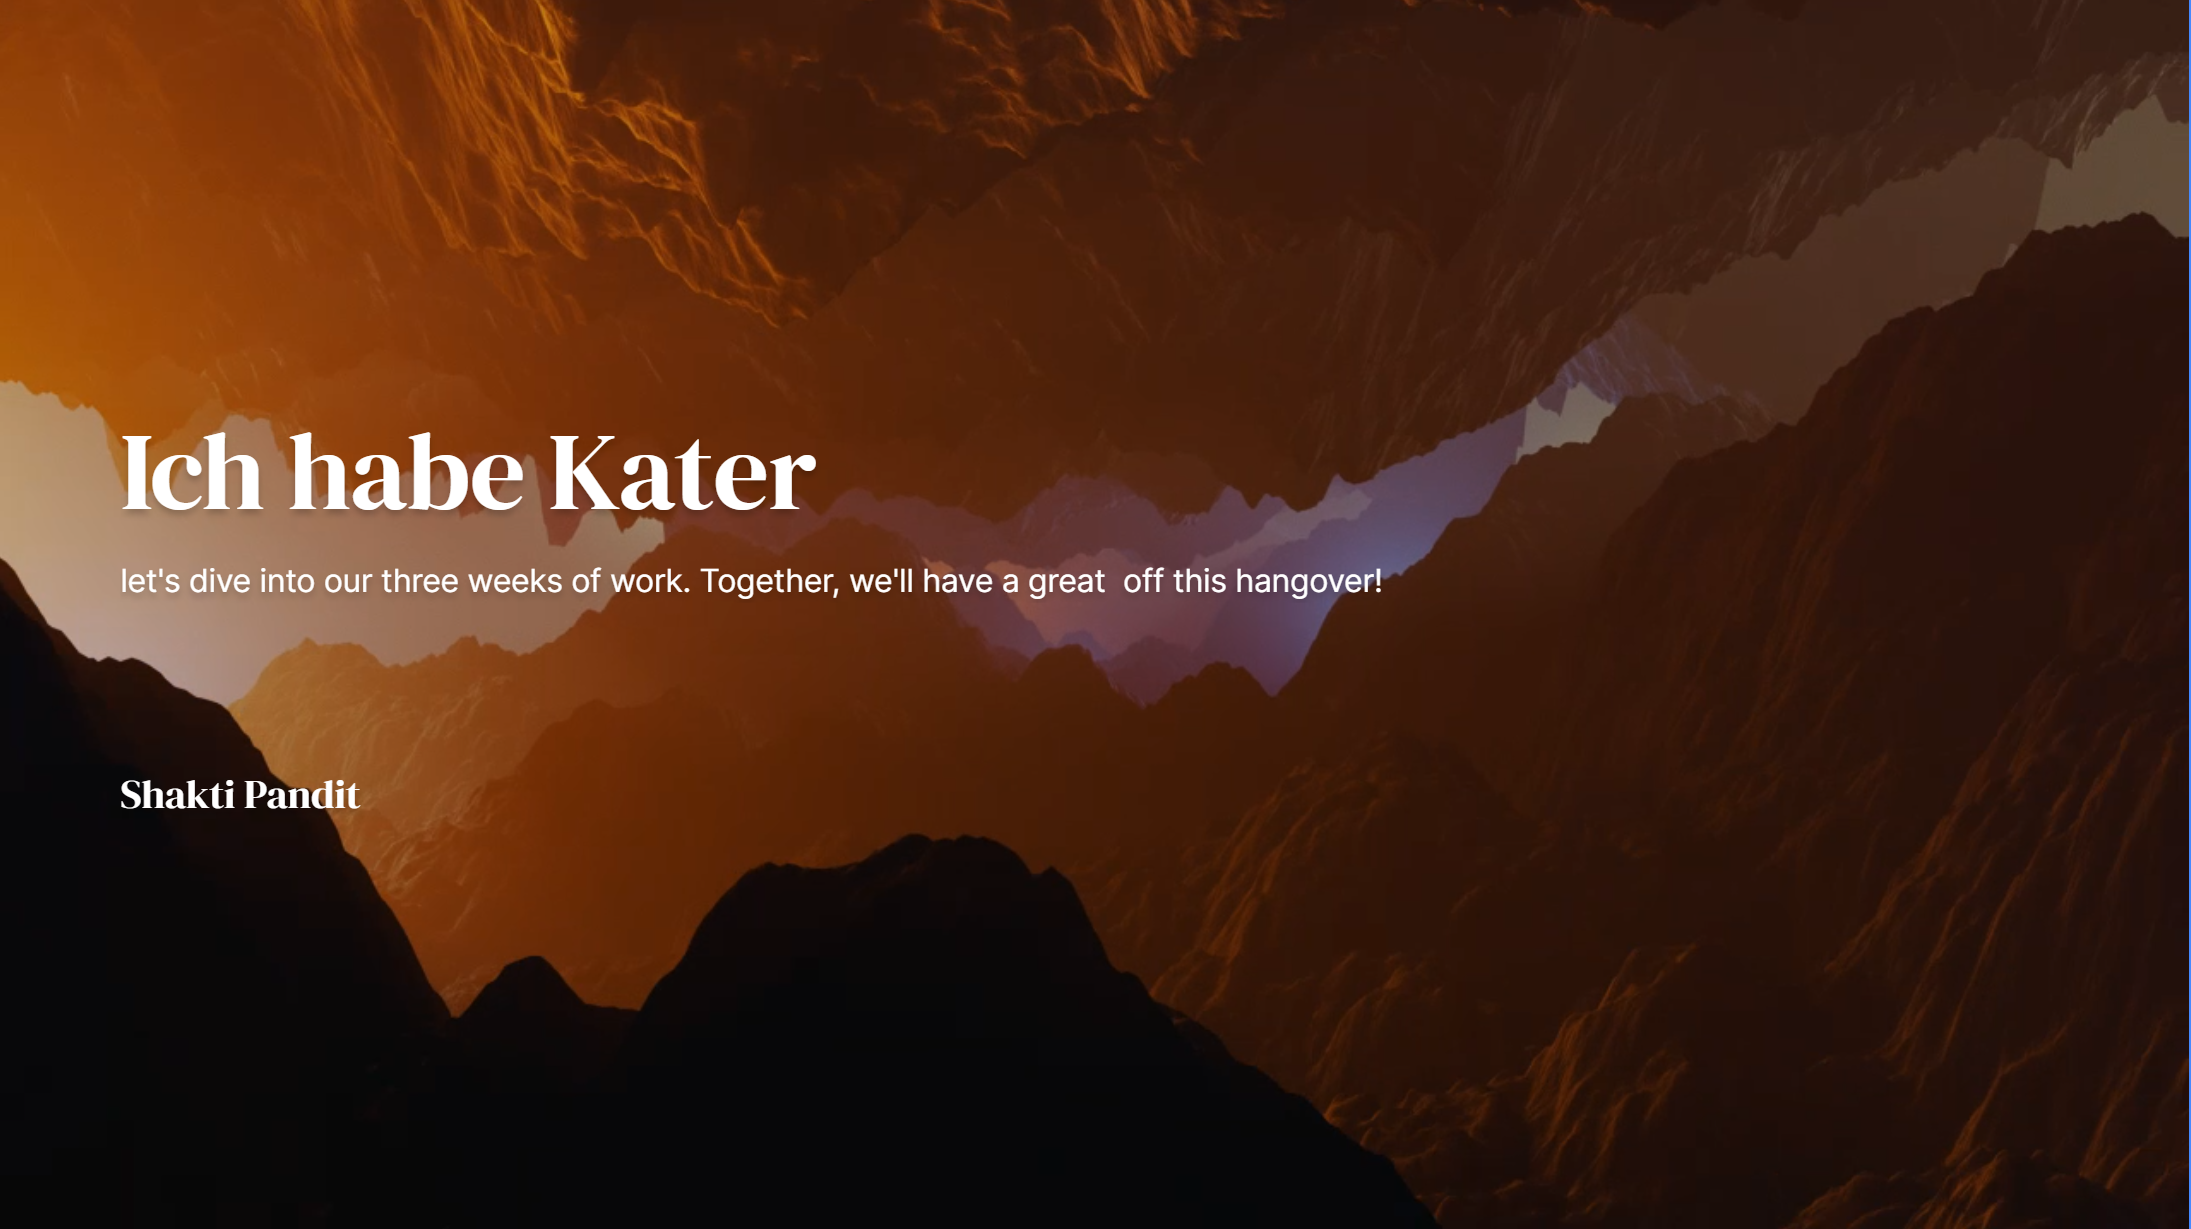 Ich habe Kater
let's dive into our three weeks of work. Together, we'll have a great  off this hangover!
Shakti Pandit